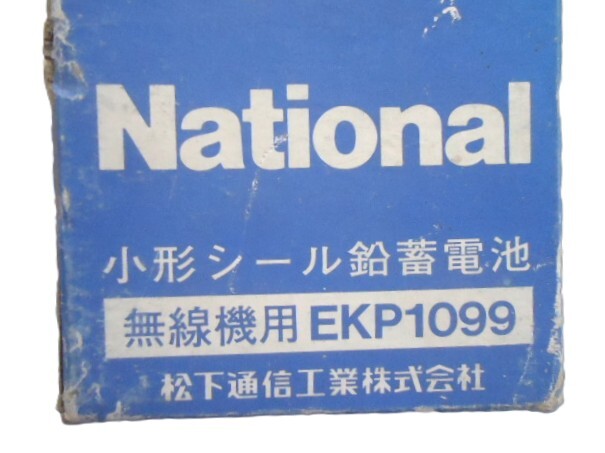 National
小形シール鉛蓄電池
無線機用 EKP1099
松下通信工業株式会社